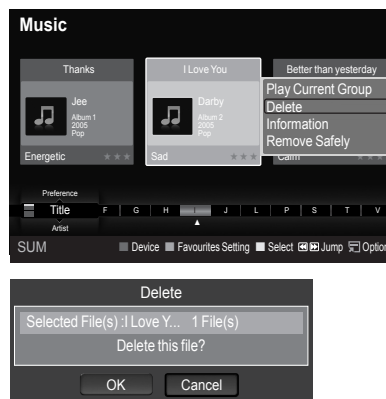 Music
Thanks
Jee
Album 1
2005
Pop
Energetic
I Love You
Darby
Album 2
2005
Pop
Sad
Better than yesterday
Calm
Play Current Group
Delete
Information
Remove Safely
Preference
Title
Artist
F G H I J L P S T V
SUM Device Favourites Setting Select Jump Option
Delete
Selected File(s) :I Love Y... 1 File(s)
Delete this file?
OK Cancel